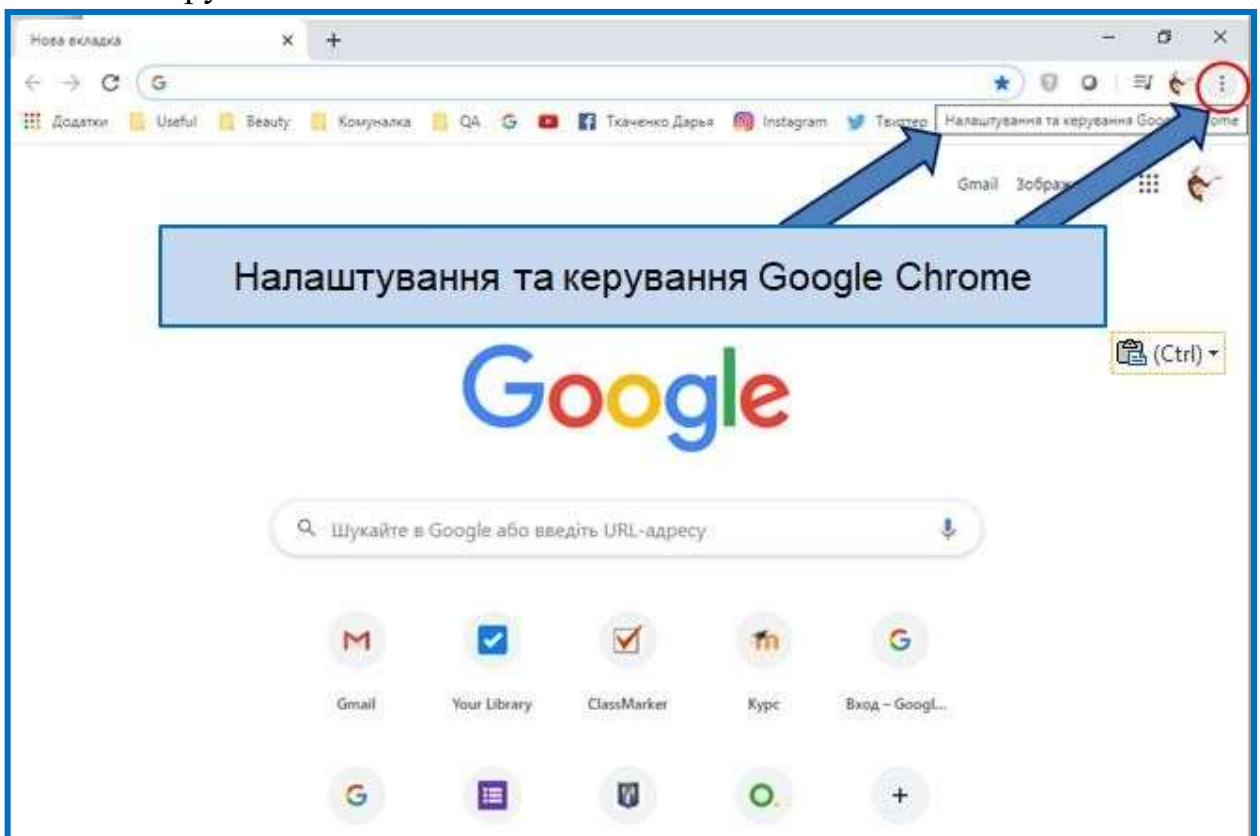 Нова вкладка
Додатки Useful Beauty Комуналка QA Ткаченко Дарья Instagram Твіттер Налаштування та керування Google Chrome
Gmail
Налаштування та керування Google Chrome
(Ctrl)
Google
Шукайте в Google або введіть URL-адресу
Gmail Your Library ClassMarker Курс Вход – Googl...